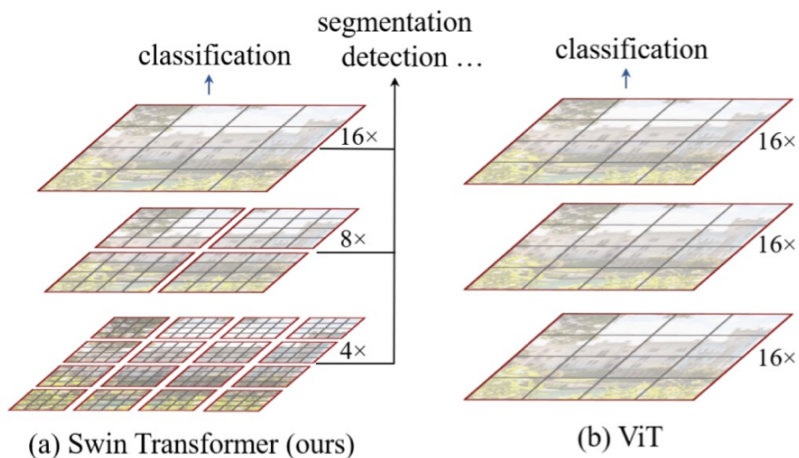 segmentation
classification
detection ...
classification
16×
8×
4×
16×
16×
16×
(a) Swin Transformer (ours)
(b) ViT